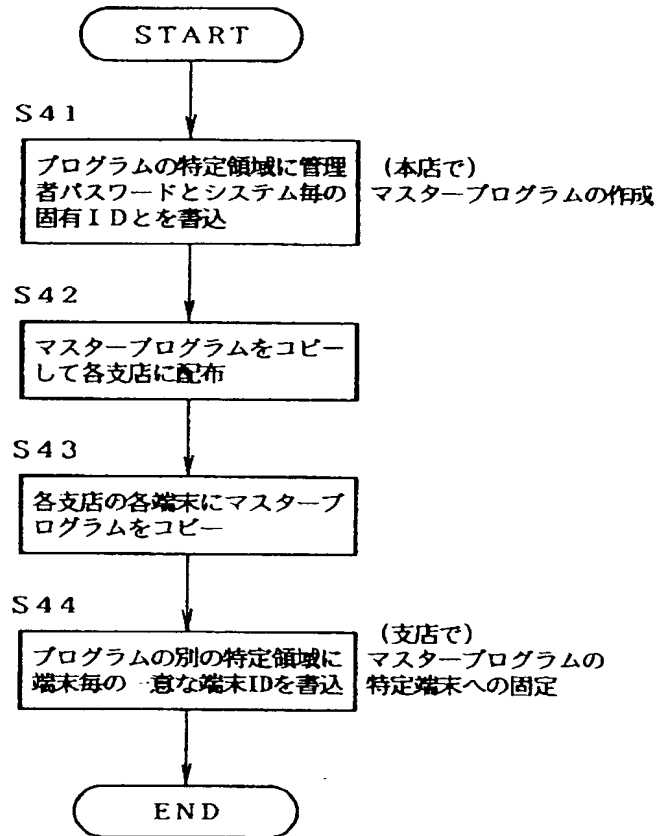 START
S41
プログラムの特定領域に管理
者パスワードとシステム毎の
固有IDとを書込
(本店で)
マスタープログラムの作成
S42
マスタープログラムをコピー
して各支店に配布
S43
各支店の各端末にマスタープ
ログラムをコピー
S44
プログラムの別の特定領域に
端末毎の一意な端末IDを書込
(支店で)
マスタープログラムの
特定端末への固定
END